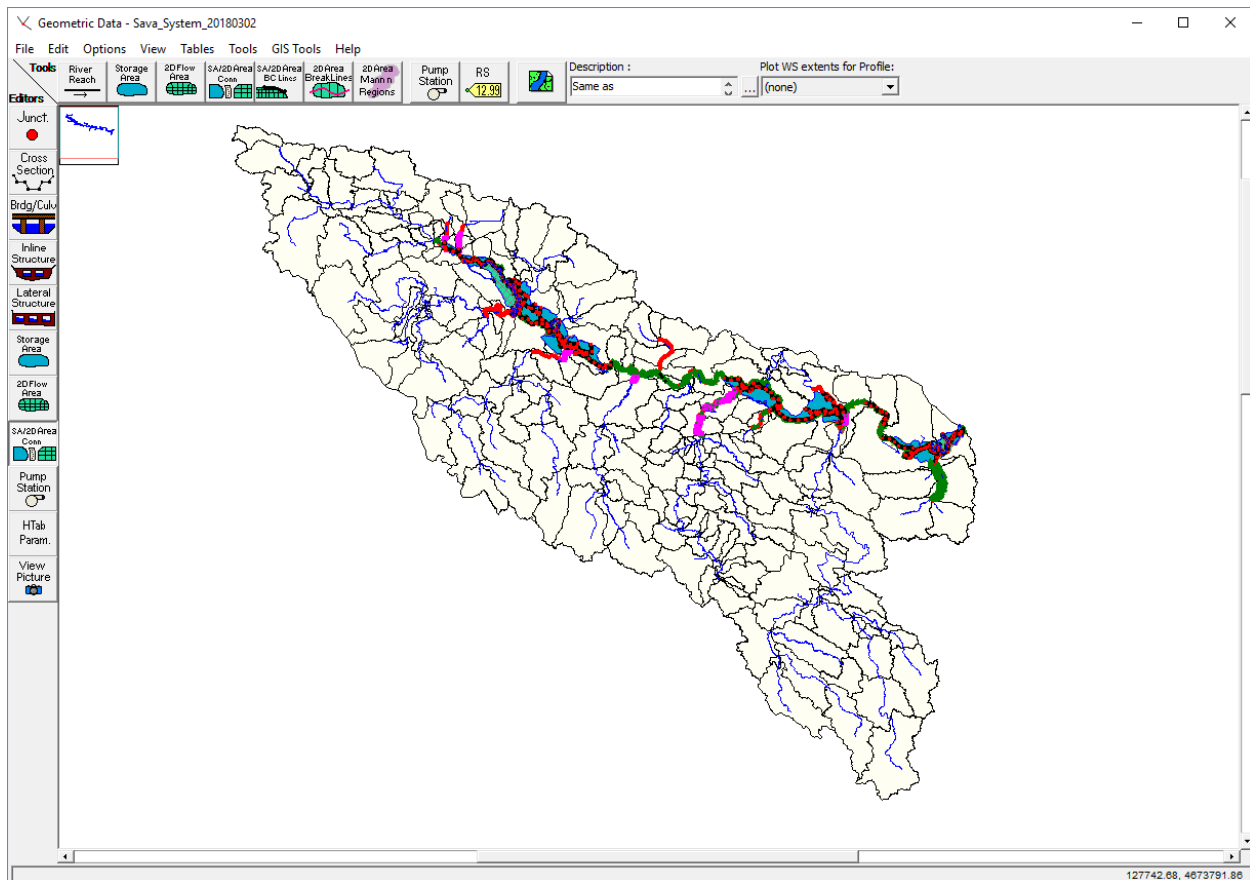 Geometric Data - Sava_System_20180302
File Edit Options View Tables Tools GIS Tools Help
Tools
Editors
River
Reach
Storage
Area
2D Flow
Area
SA/2D Area
Conn
SA/2D Area
BC Lines
2D Area
BreakLines
2D Area
Mann n
Regions
Pump
Station
RS
12.99
Description :
Same as
...
Plot WS extents for Profile:
(none)
Junct.
Cross
Section
Brdg/Culv
Inline
Structure
Lateral
Structure
Storage
Area
2D Flow
Area
SA/2D Area
Conn
Pump
Station
HTab
Param.
View
Picture
127742.68, 4673791.86